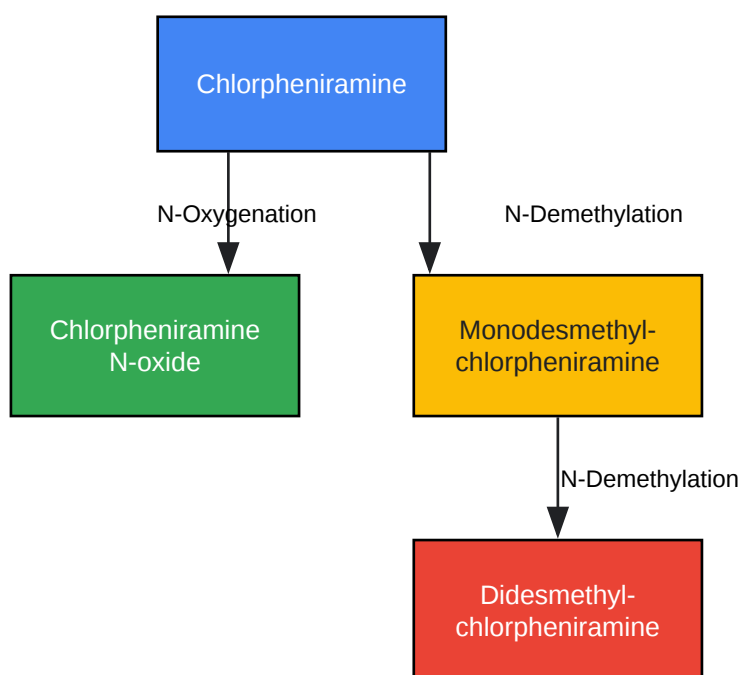 Chlorpheniramine
N-Oxygenation
N-Demethylation
Chlorpheniramine
N-oxide
Monodesmethyl-
chlorpheniramine
N-Demethylation
Didesmethyl-
chlorpheniramine